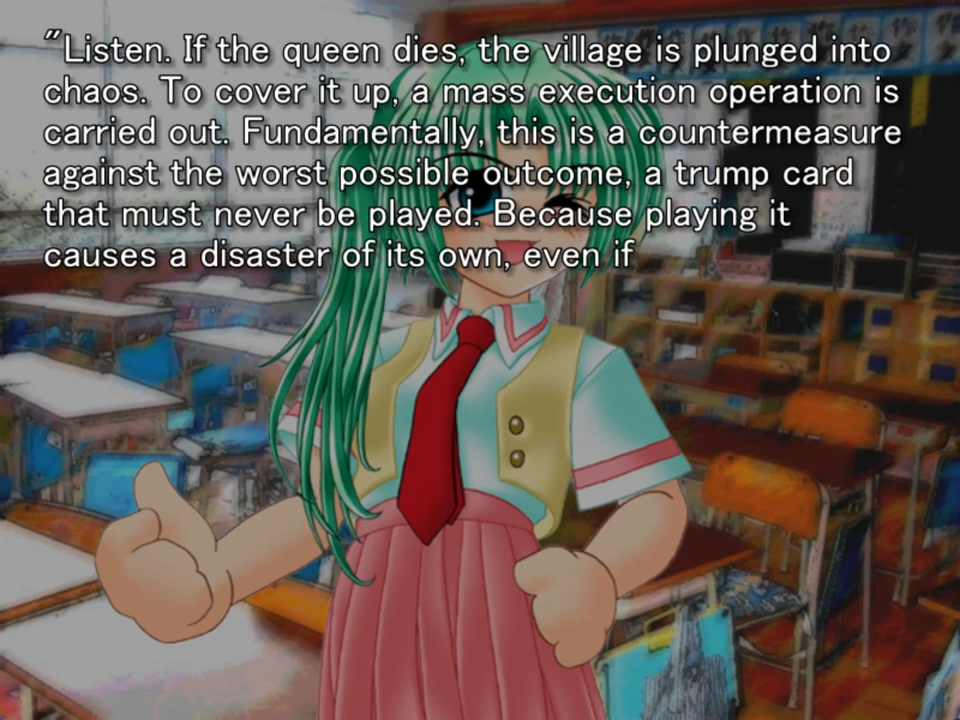 "Listen. If the queen dies, the village is plunged into
chaos. To cover it up, a mass execution operation is
carried out. Fundamentally, this is a countermeasure
against the worst possible outcome, a trump card
that must never be played. Because playing it
causes a disaster of its own, even if